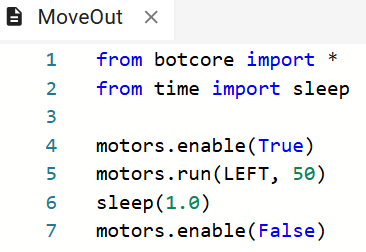 MoveOut
1 from botcore import *
2 from time import sleep
3
4 motors.enable(True)
5 motors.run(LEFT, 50)
6 sleep(1.0)
7 motors.enable(False)